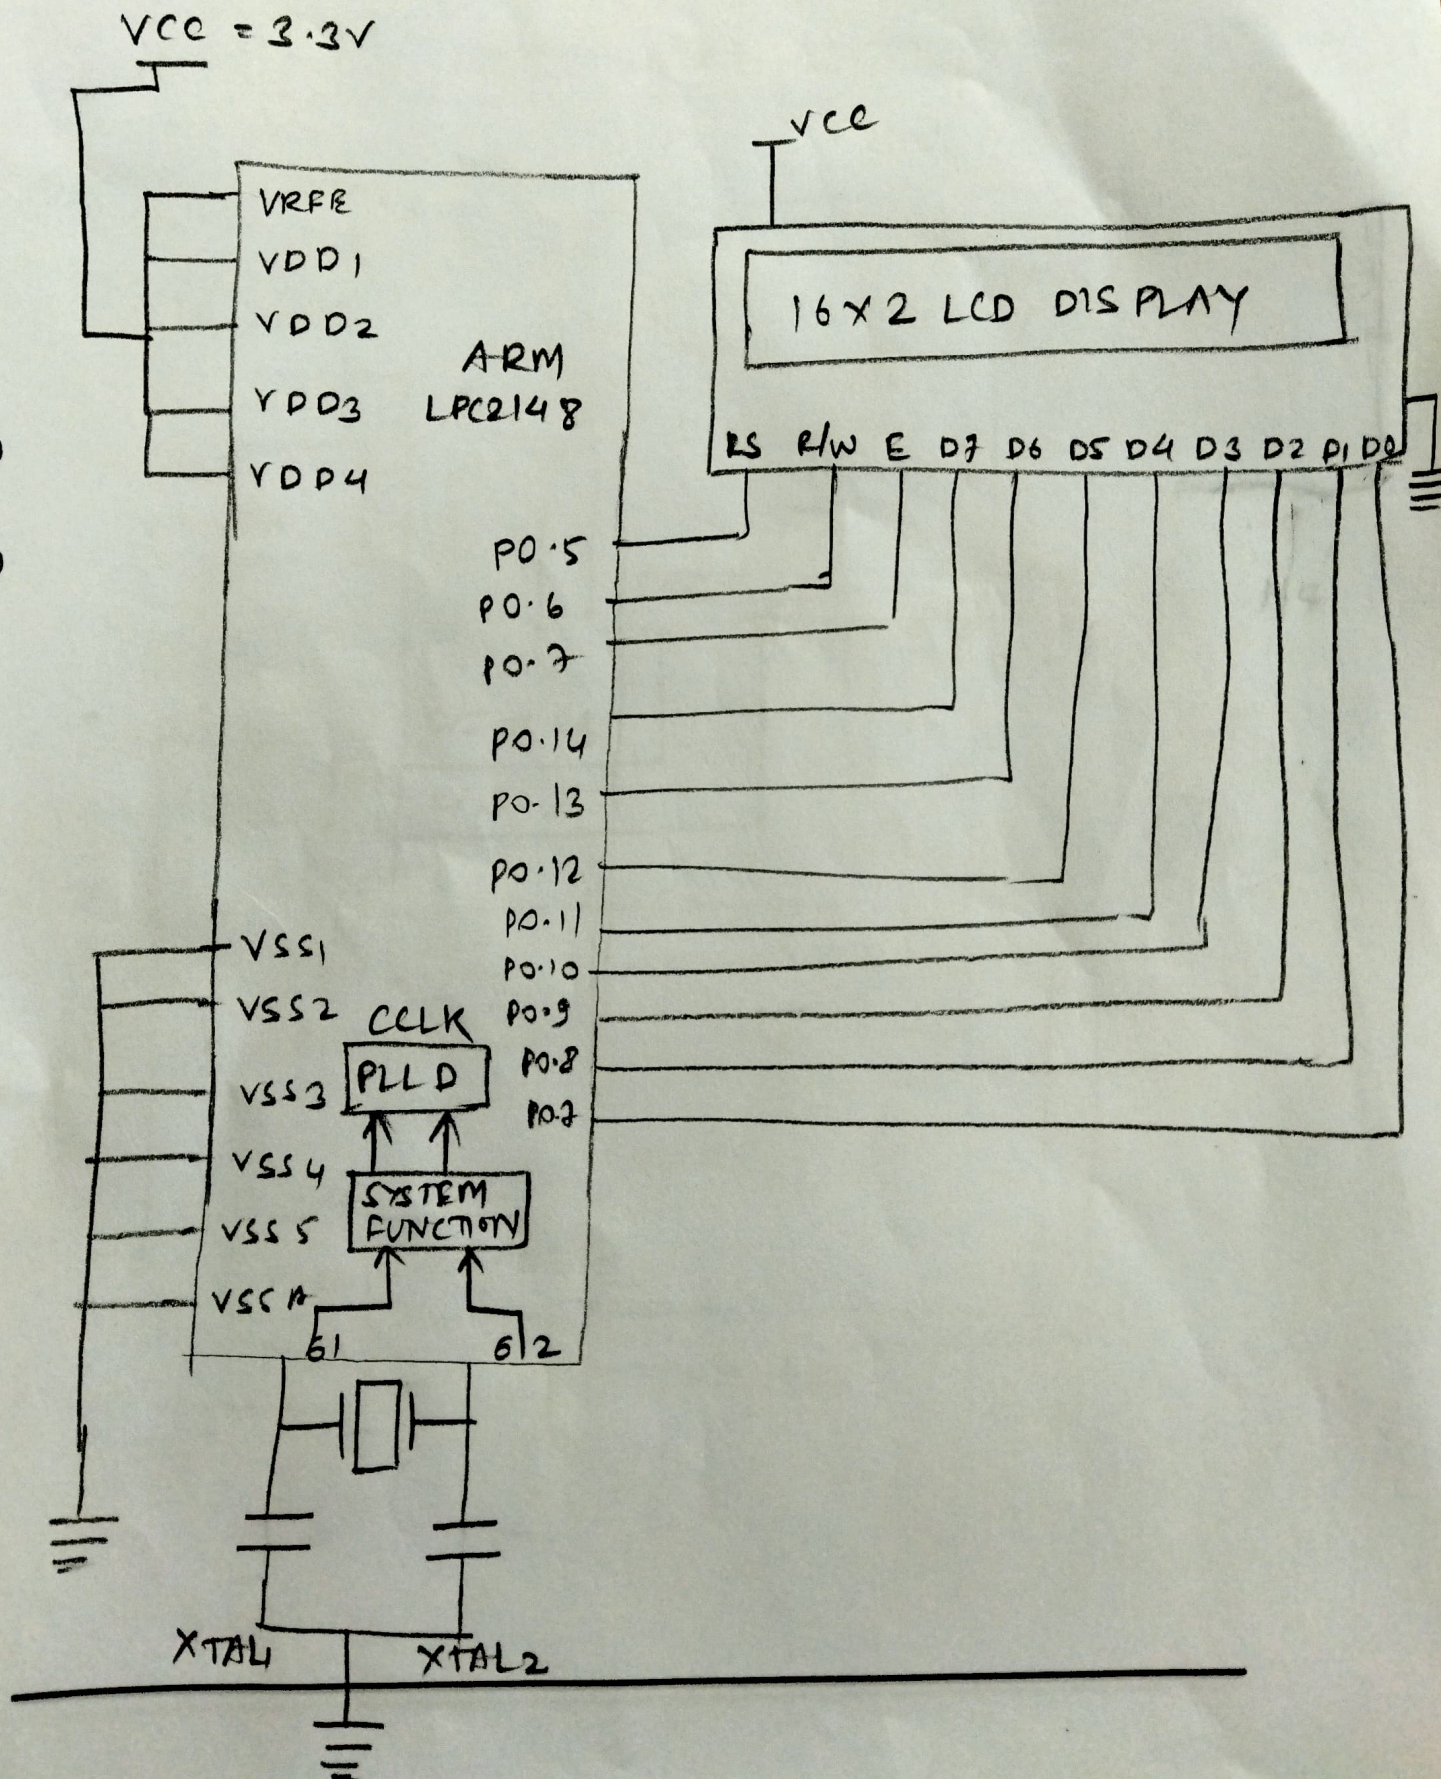 VCC = 3.3V
VCC
VRFE
VDD1
VDD2
VDD3
VDD4
ARM
LPC2148
16X2 LCD DISPLAY
RS R/W E D7 D6 D5 D4 D3 D2 D1 D0
P0.5
P0.6
P0.7
P0.14
P0.13
P0.12
P0.11
P0.10
P0.9
P0.8
P0.7
VSS1
VSS2
VSS3
VSS4
VSS5
VSSA
CCLK
PLL D
SYSTEM
FUNCTION
61
62
XTAL1
XTAL2